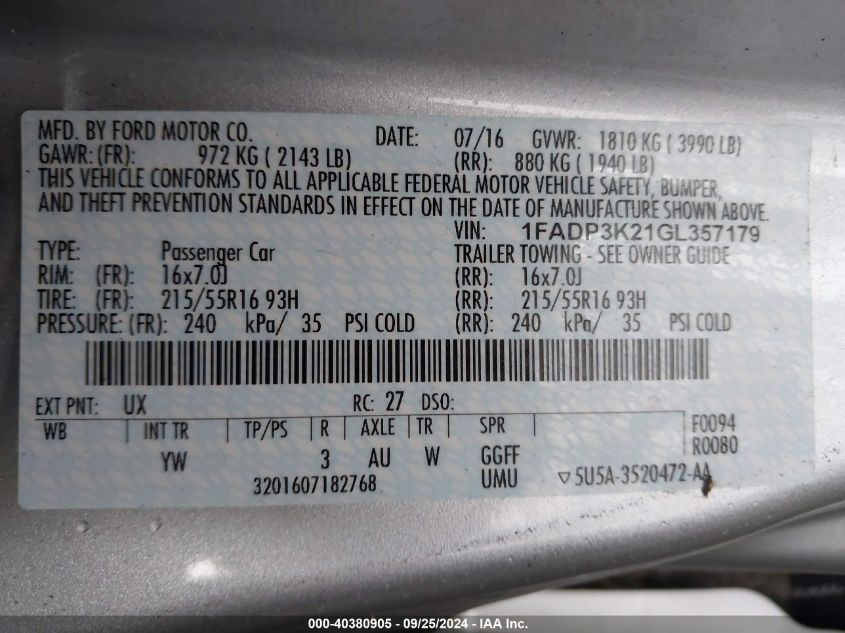 MFD. BY FORD MOTOR CO. DATE: 07/16 GVWR: 1810 KG ( 3990 LB)
GAWR: (FR): 972 KG ( 2143 LB) (RR): 880 KG ( 1940 LB)
THIS VEHICLE CONFORMS TO ALL APPLICABLE FEDERAL MOTOR VEHICLE SAFETY, BUMPER,
AND THEFT PREVENTION STANDARDS IN EFFECT ON THE DATE OF MANUFACTURE SHOWN ABOVE.
VIN: 1FADP3K21GL357179
TYPE: Passenger Car TRAILER TOWING - SEE OWNER GUIDE
RIM: (FR): 16x7.0J (RR): 16x7.0J
TIRE: (FR): 215/55R16 93H (RR): 215/55R16 93H
PRESSURE: (FR): 240 kPa/ 35 PSI COLD (RR): 240 kPa/ 35 PSI COLD
EXT PNT: UX RC: 27 DSO:
WB INT TR TP/PS R AXLE TR SPR F0094
R0080
YW 3 AU W GGFF
3201607182768 UMU ▽5U5A-3520472-AA
000-40380905 - 09/25/2024 - IAA Inc.